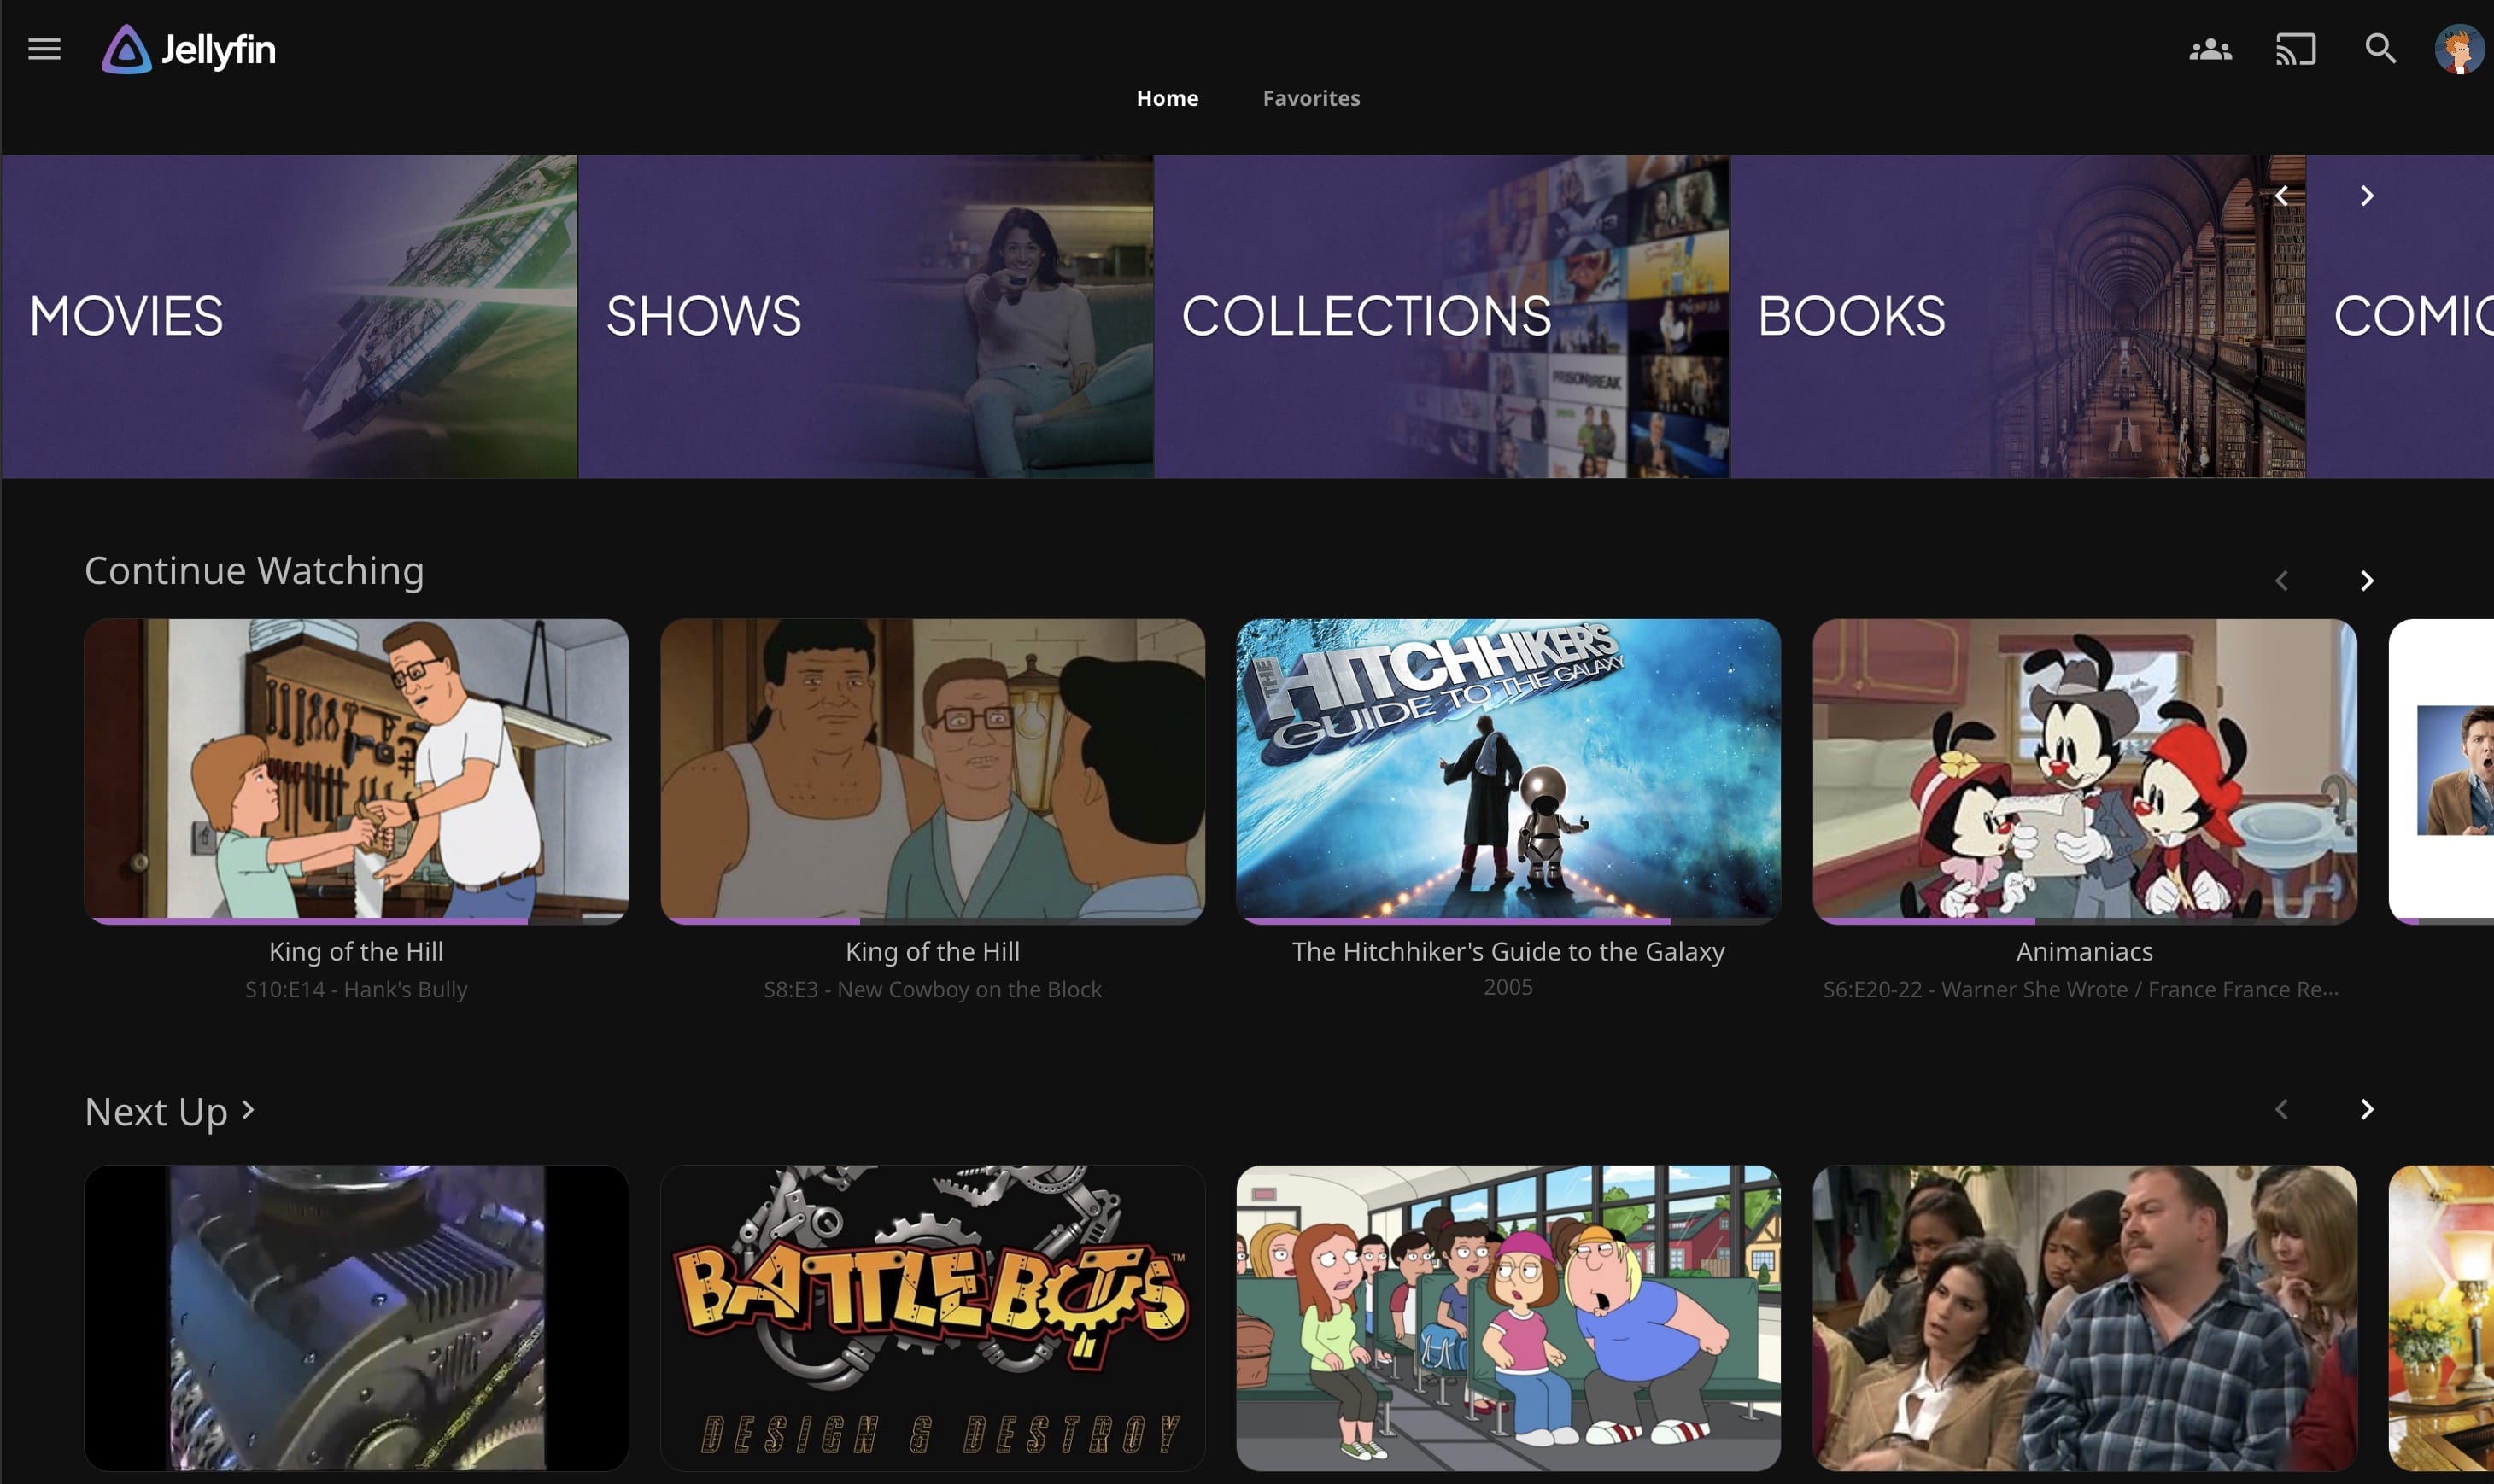 Jellyfin
Home Favorites
MOVIES
SHOWS
COLLECTIONS
BOOKS
COMIC
PRISON BREAK
Continue Watching
THE HITCHHIKER'S
GUIDE TO THE GALAXY
King of the Hill
S10:E14 - Hank's Bully
King of the Hill
S8:E3 - New Cowboy on the Block
The Hitchhiker's Guide to the Galaxy
2005
Animaniacs
S6:E20-22 - Warner She Wrote / France France Re...
Next Up
BATTLEBOTS™
DESIGN & DESTROY